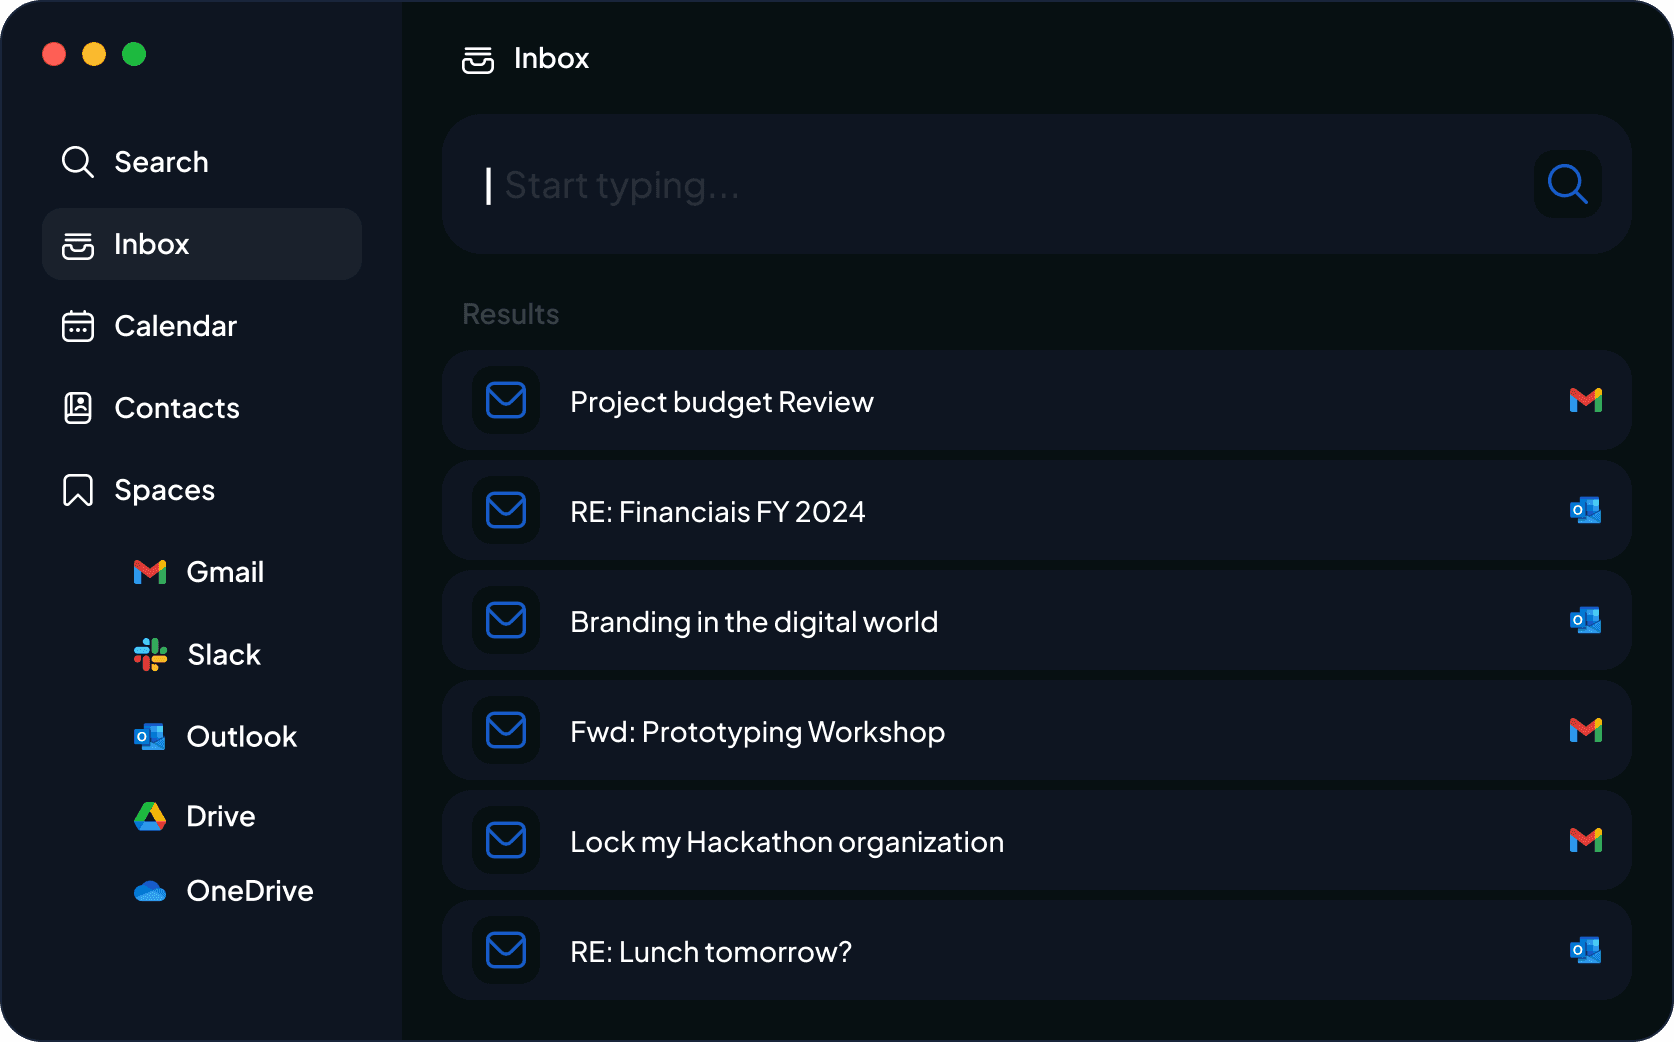 Search
Inbox
Calendar
Contacts
Spaces
Gmail
Slack
Outlook
Drive
OneDrive
Inbox
Start typing...
Results
Project budget Review
RE: Financiais FY 2024
Branding in the digital world
Fwd: Prototyping Workshop
Lock my Hackathon organization
RE: Lunch tomorrow?